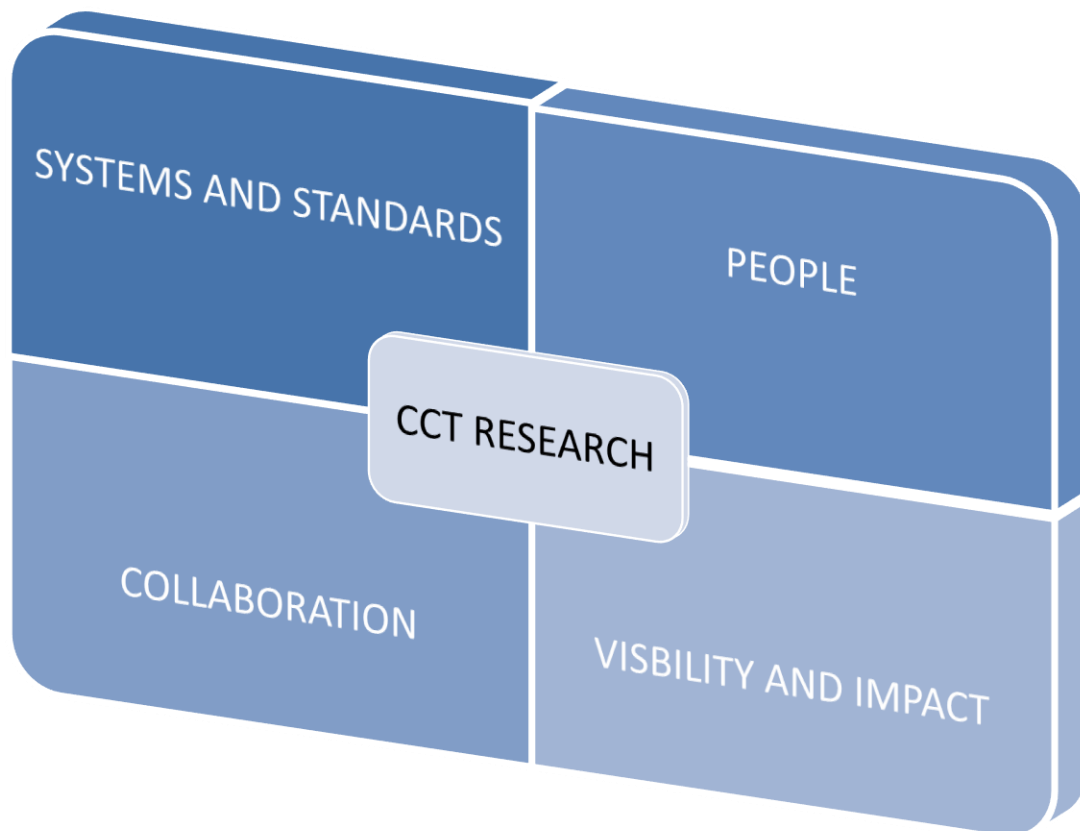 SYSTEMS AND STANDARDS
PEOPLE
CCT RESEARCH
COLLABORATION
VISBILITY AND IMPACT